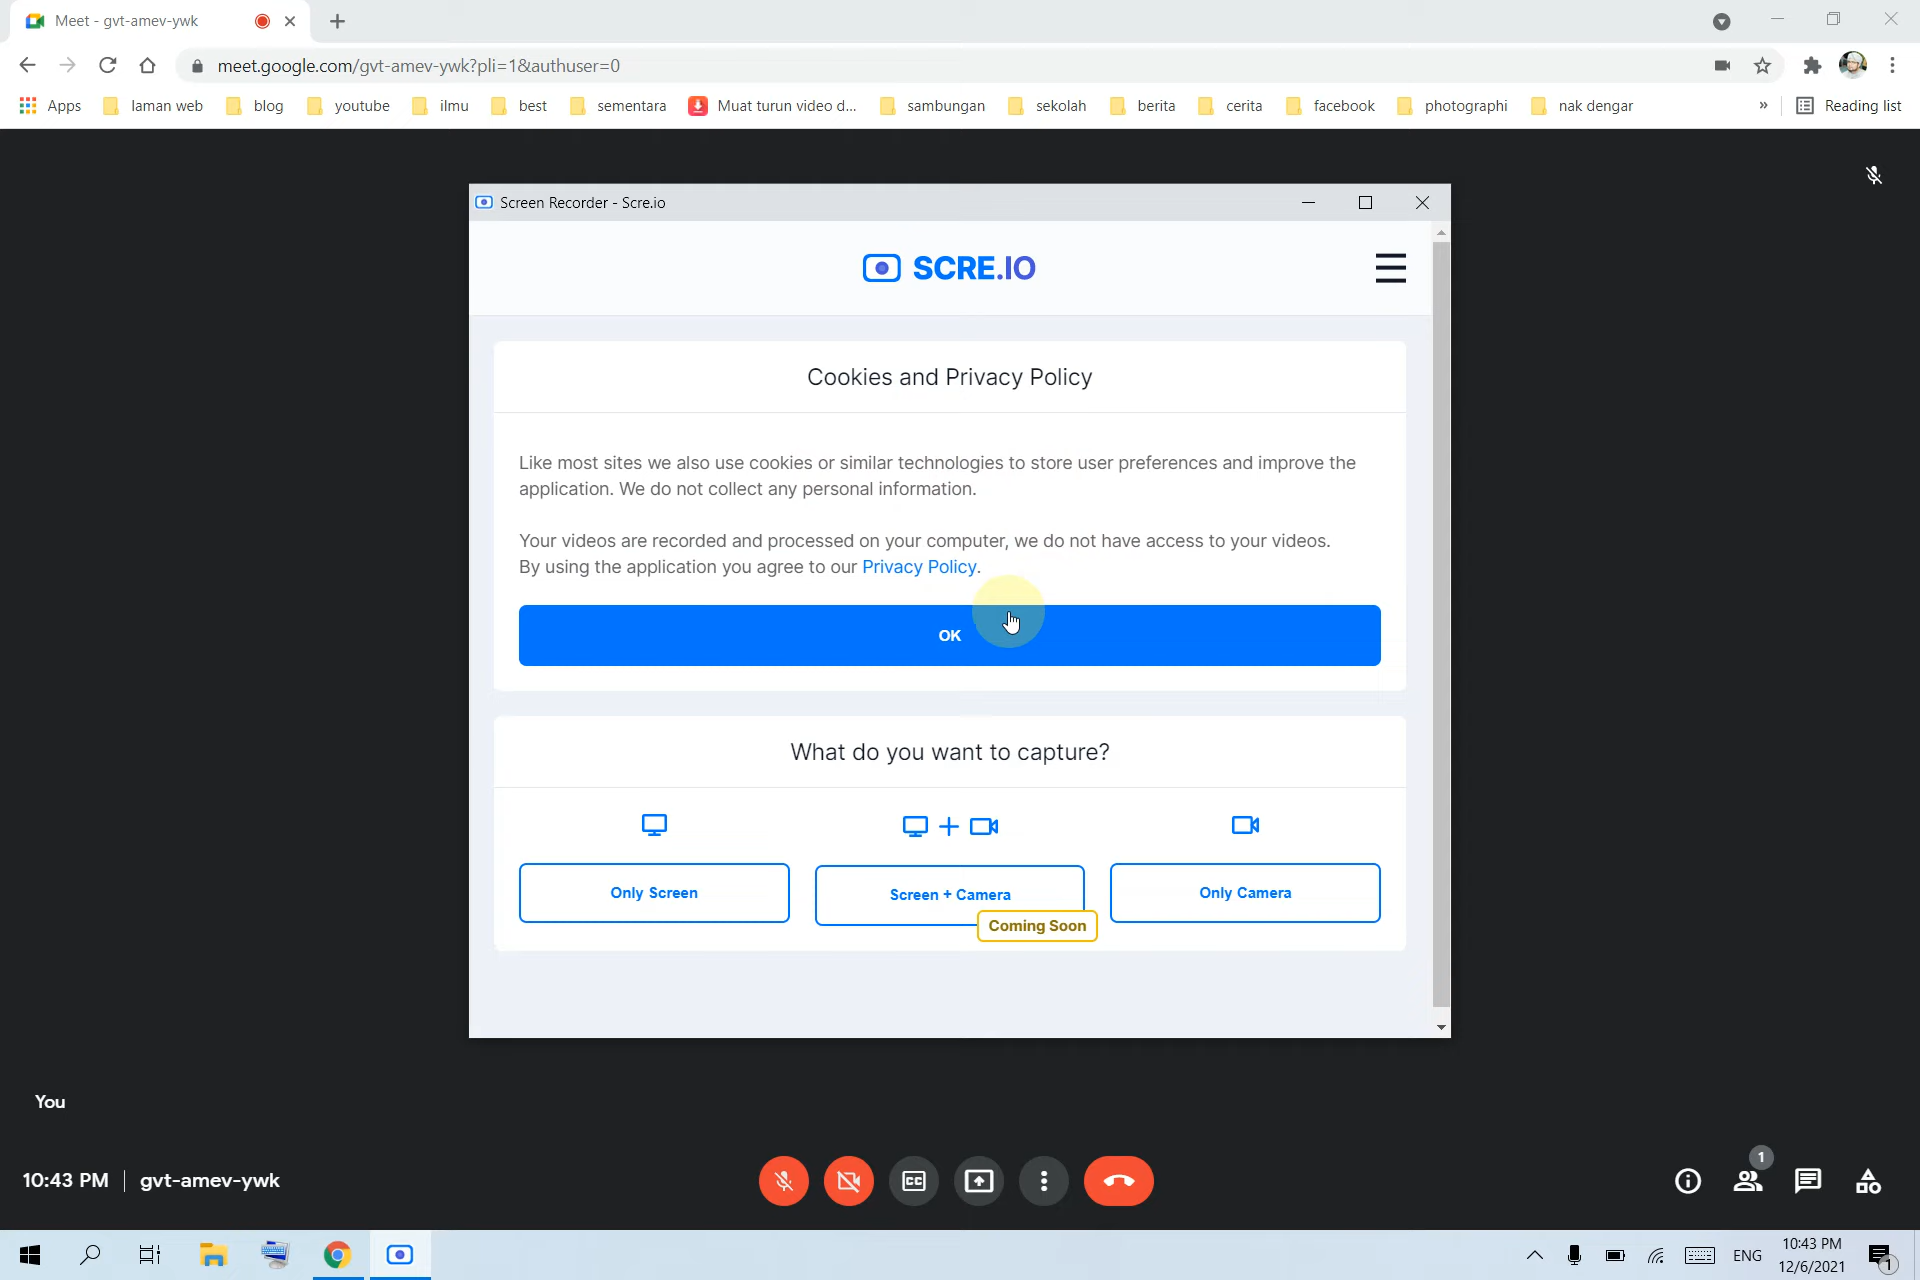 Meet - gvt-amev-ywk
meet.google.com/gvt-amev-ywk?pli=1&authuser=0
Apps laman web blog youtube ilmu best sementara Muat turun video d... sambungan sekolah berita cerita facebook photographi nak dengar » Reading list
Screen Recorder - Scre.io
SCRE.IO
Cookies and Privacy Policy
Like most sites we also use cookies or similar technologies to store user preferences and improve the
application. We do not collect any personal information.
Your videos are recorded and processed on your computer, we do not have access to your videos.
By using the application you agree to our Privacy Policy.
OK
What do you want to capture?
Only Screen
Screen + Camera
Only Camera
Coming Soon
You
10:43 PM gvt-amev-ywk
CC
1
ENG
10:43 PM
12/6/2021
1